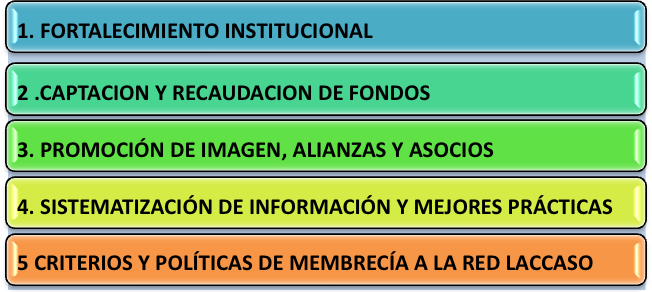 1. FORTALECIMIENTO INSTITUCIONAL
2 .CAPTACION Y RECAUDACION DE FONDOS
3. PROMOCIÓN DE IMAGEN, ALIANZAS Y ASOCIOS
4. SISTEMATIZACIÓN DE INFORMACIÓN Y MEJORES PRÁCTICAS
5 CRITERIOS Y POLÍTICAS DE MEMBRECÍA A LA RED LACCASO